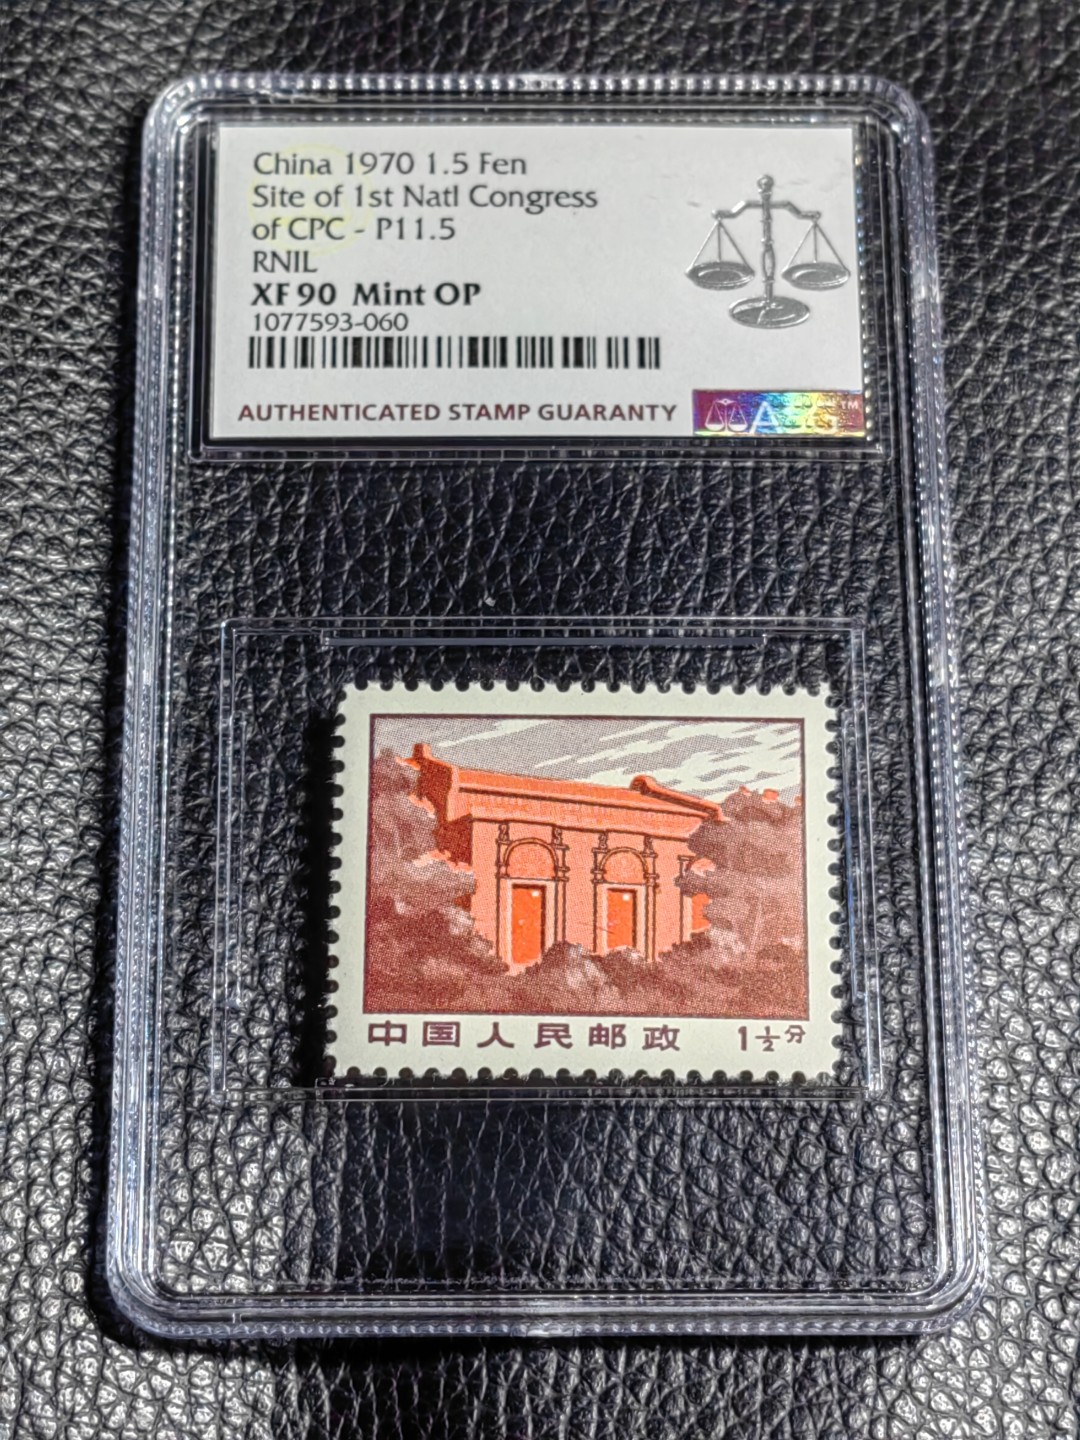 China 1970 1.5 Fen
Site of 1st Natl Congress
of CPC - P11.5
RNIL
XF 90 Mint OP
1077593-060
AUTHENTICATED STAMP GUARANTY
ASG™
中国人民邮政 1½分